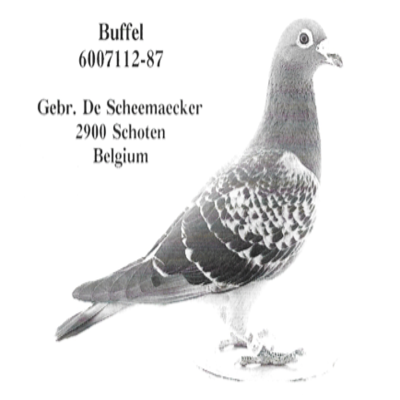 Buffel
6007112-87
Gebr. De Scheemaecker
2900 Schoten
Belgium